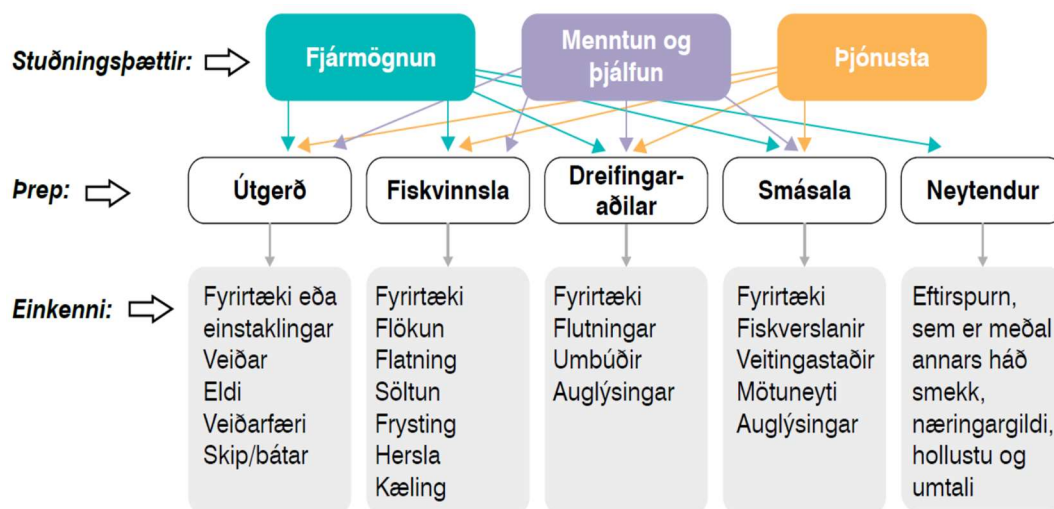 Stuðningsþættir:
Fjármögnun
Menntun og
þjálfun
Þjónusta
Þrep:
Útgerð
Fiskvinnsla
Dreifingar-
aðilar
Smásala
Neytendur
Einkenni:
Fyrirtæki eða
einstaklingar
Veiðar
Eldi
Veiðarfæri
Skip/bátar
Fyrirtæki
Flökun
Flatning
Söltun
Frysting
Hersla
Kæling
Fyrirtæki
Flutningar
Umbúðir
Auglýsingar
Fyrirtæki
Fiskverslanir
Veitingastaðir
Mötuneyti
Auglýsingar
Eftirspurn,
sem er meðal
annars háð
smekk,
næringargildi,
hollustu og
umtali